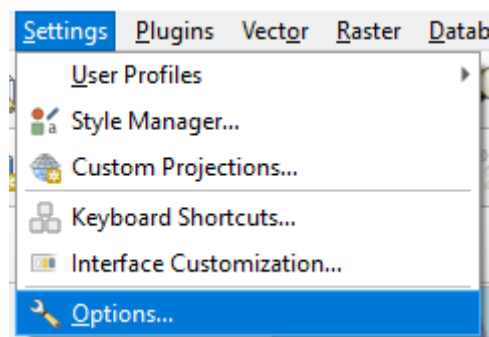 Settings Plugins Vector Raster Datab
User Profiles
Style Manager...
Custom Projections...
Keyboard Shortcuts...
Interface Customization...
Options...